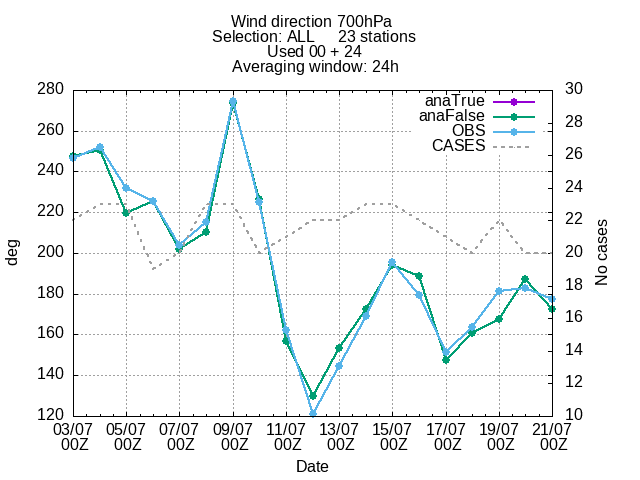 Wind direction 700hPa
Selection: ALL 23 stations
Used 00 + 24
Averaging window: 24h
anaTrue
anaFalse
OBS
CASES
280
260
240
220
200
180
160
140
120
deg
30
28
26
24
22
20
18
16
14
12
10
No cases
03/07 05/07 07/07 09/07 11/07 13/07 15/07 17/07 19/07 21/07
00Z 00Z 00Z 00Z 00Z 00Z 00Z 00Z 00Z 00Z
Date